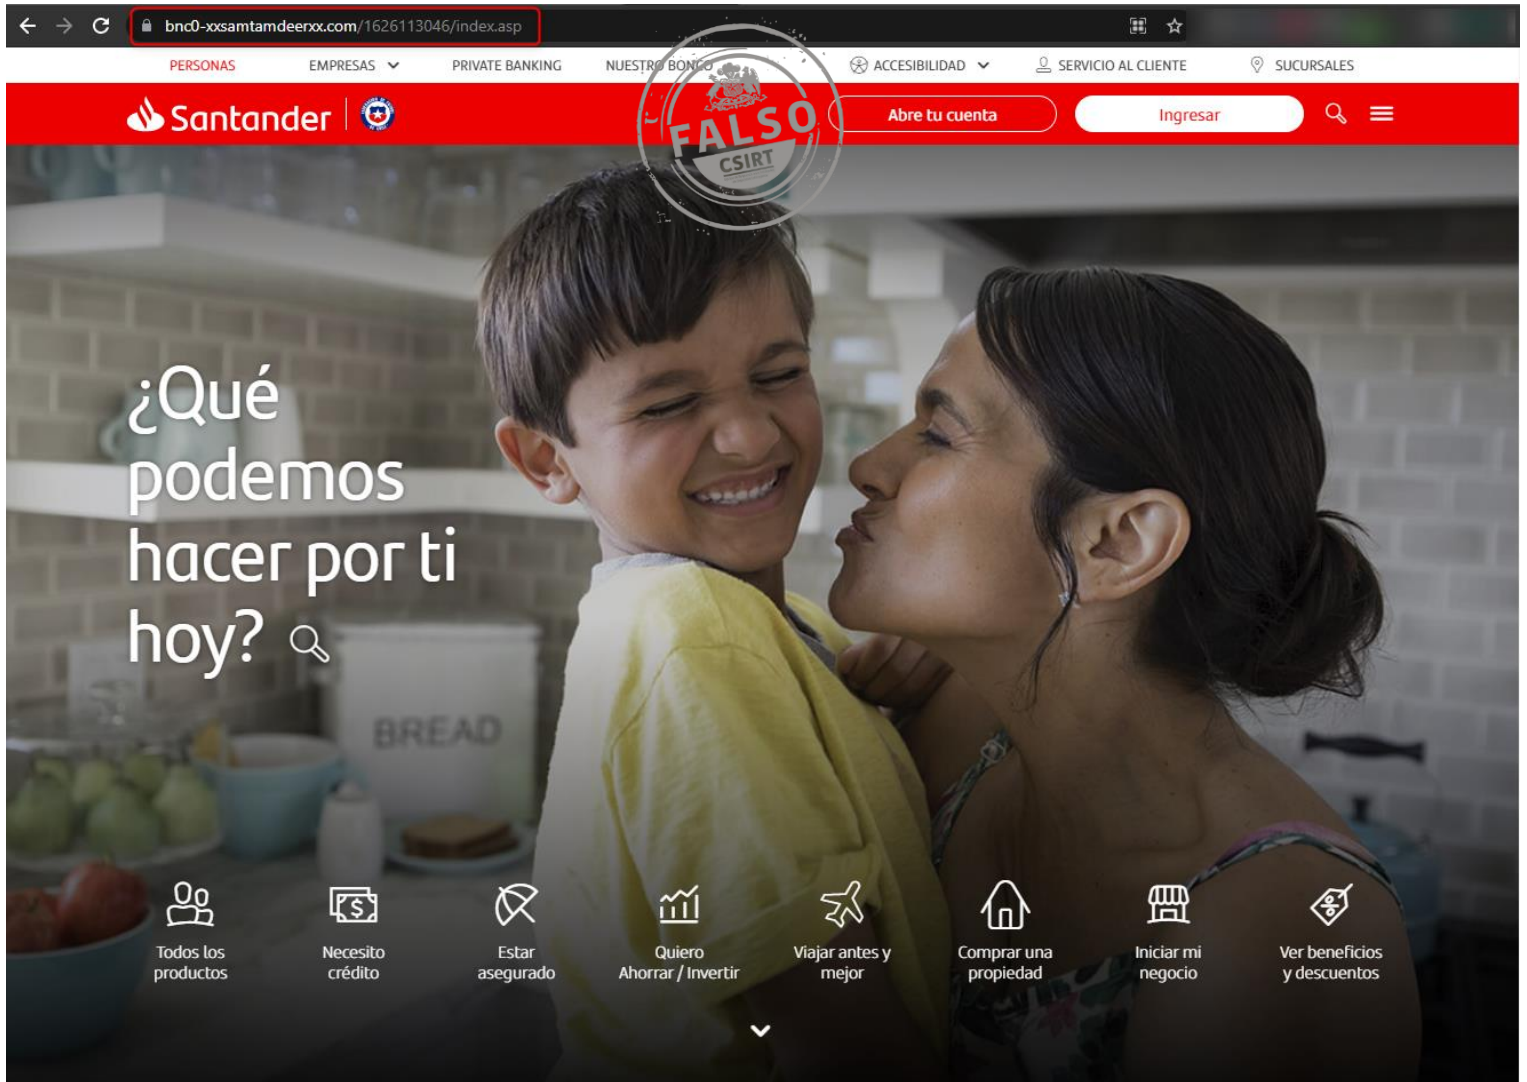 bnc0-xxsamtamdeerxx.com/1626113046/index.asp
PERSONAS EMPRESAS PRIVATE BANKING NUESTRO BONCO ACCESIBILIDAD SERVICIO AL CLIENTE SUCURSALES
Santander Abre tu cuenta Ingresar
FALSO
CSIRT
¿Qué
podemos
hacer por ti
hoy?
BREAD
Todos los
productos
Necesito
crédito
Estar
asegurado
Quiero
Ahorrar / Invertir
Viajar antes y
mejor
Comprar una
propiedad
Iniciar mi
negocio
Ver beneficios
y descuentos